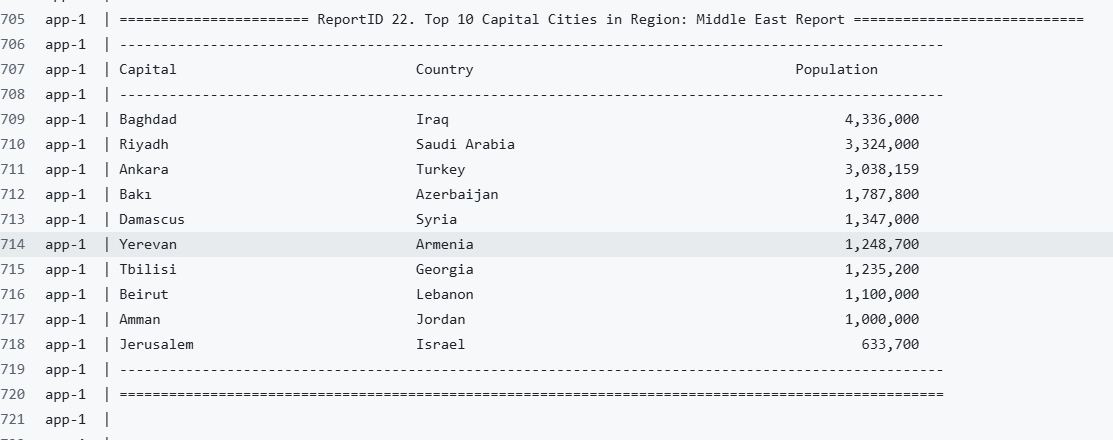 705 app-1 | ======================= ReportID 22. Top 10 Capital Cities in Region: Middle East Report ============================
706 app-1 | ----------------------------------------------------------------------------------------------------
707 app-1 | Capital Country Population
708 app-1 | ----------------------------------------------------------------------------------------------------
709 app-1 | Baghdad Iraq 4,336,000
710 app-1 | Riyadh Saudi Arabia 3,324,000
711 app-1 | Ankara Turkey 3,038,159
712 app-1 | Bakı Azerbaijan 1,787,800
713 app-1 | Damascus Syria 1,347,000
714 app-1 | Yerevan Armenia 1,248,700
715 app-1 | Tbilisi Georgia 1,235,200
716 app-1 | Beirut Lebanon 1,100,000
717 app-1 | Amman Jordan 1,000,000
718 app-1 | Jerusalem Israel 633,700
719 app-1 | ----------------------------------------------------------------------------------------------------
720 app-1 | ====================================================================================================
721 app-1 |